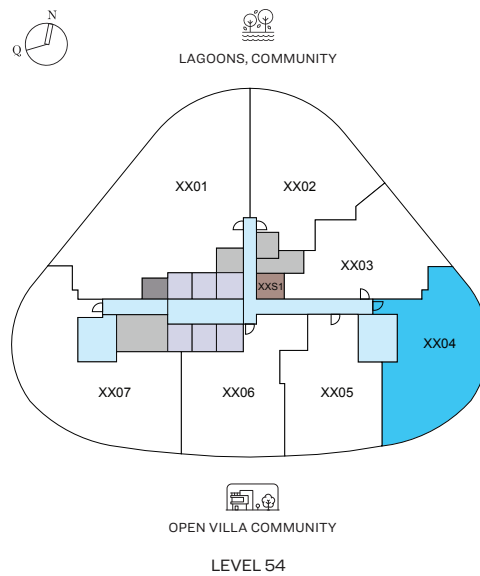 N
Q
LAGOONS, COMMUNITY
XX01
XX02
XX03
XXS1
XX04
XX07
XX06
XX05
OPEN VILLA COMMUNITY
LEVEL 54